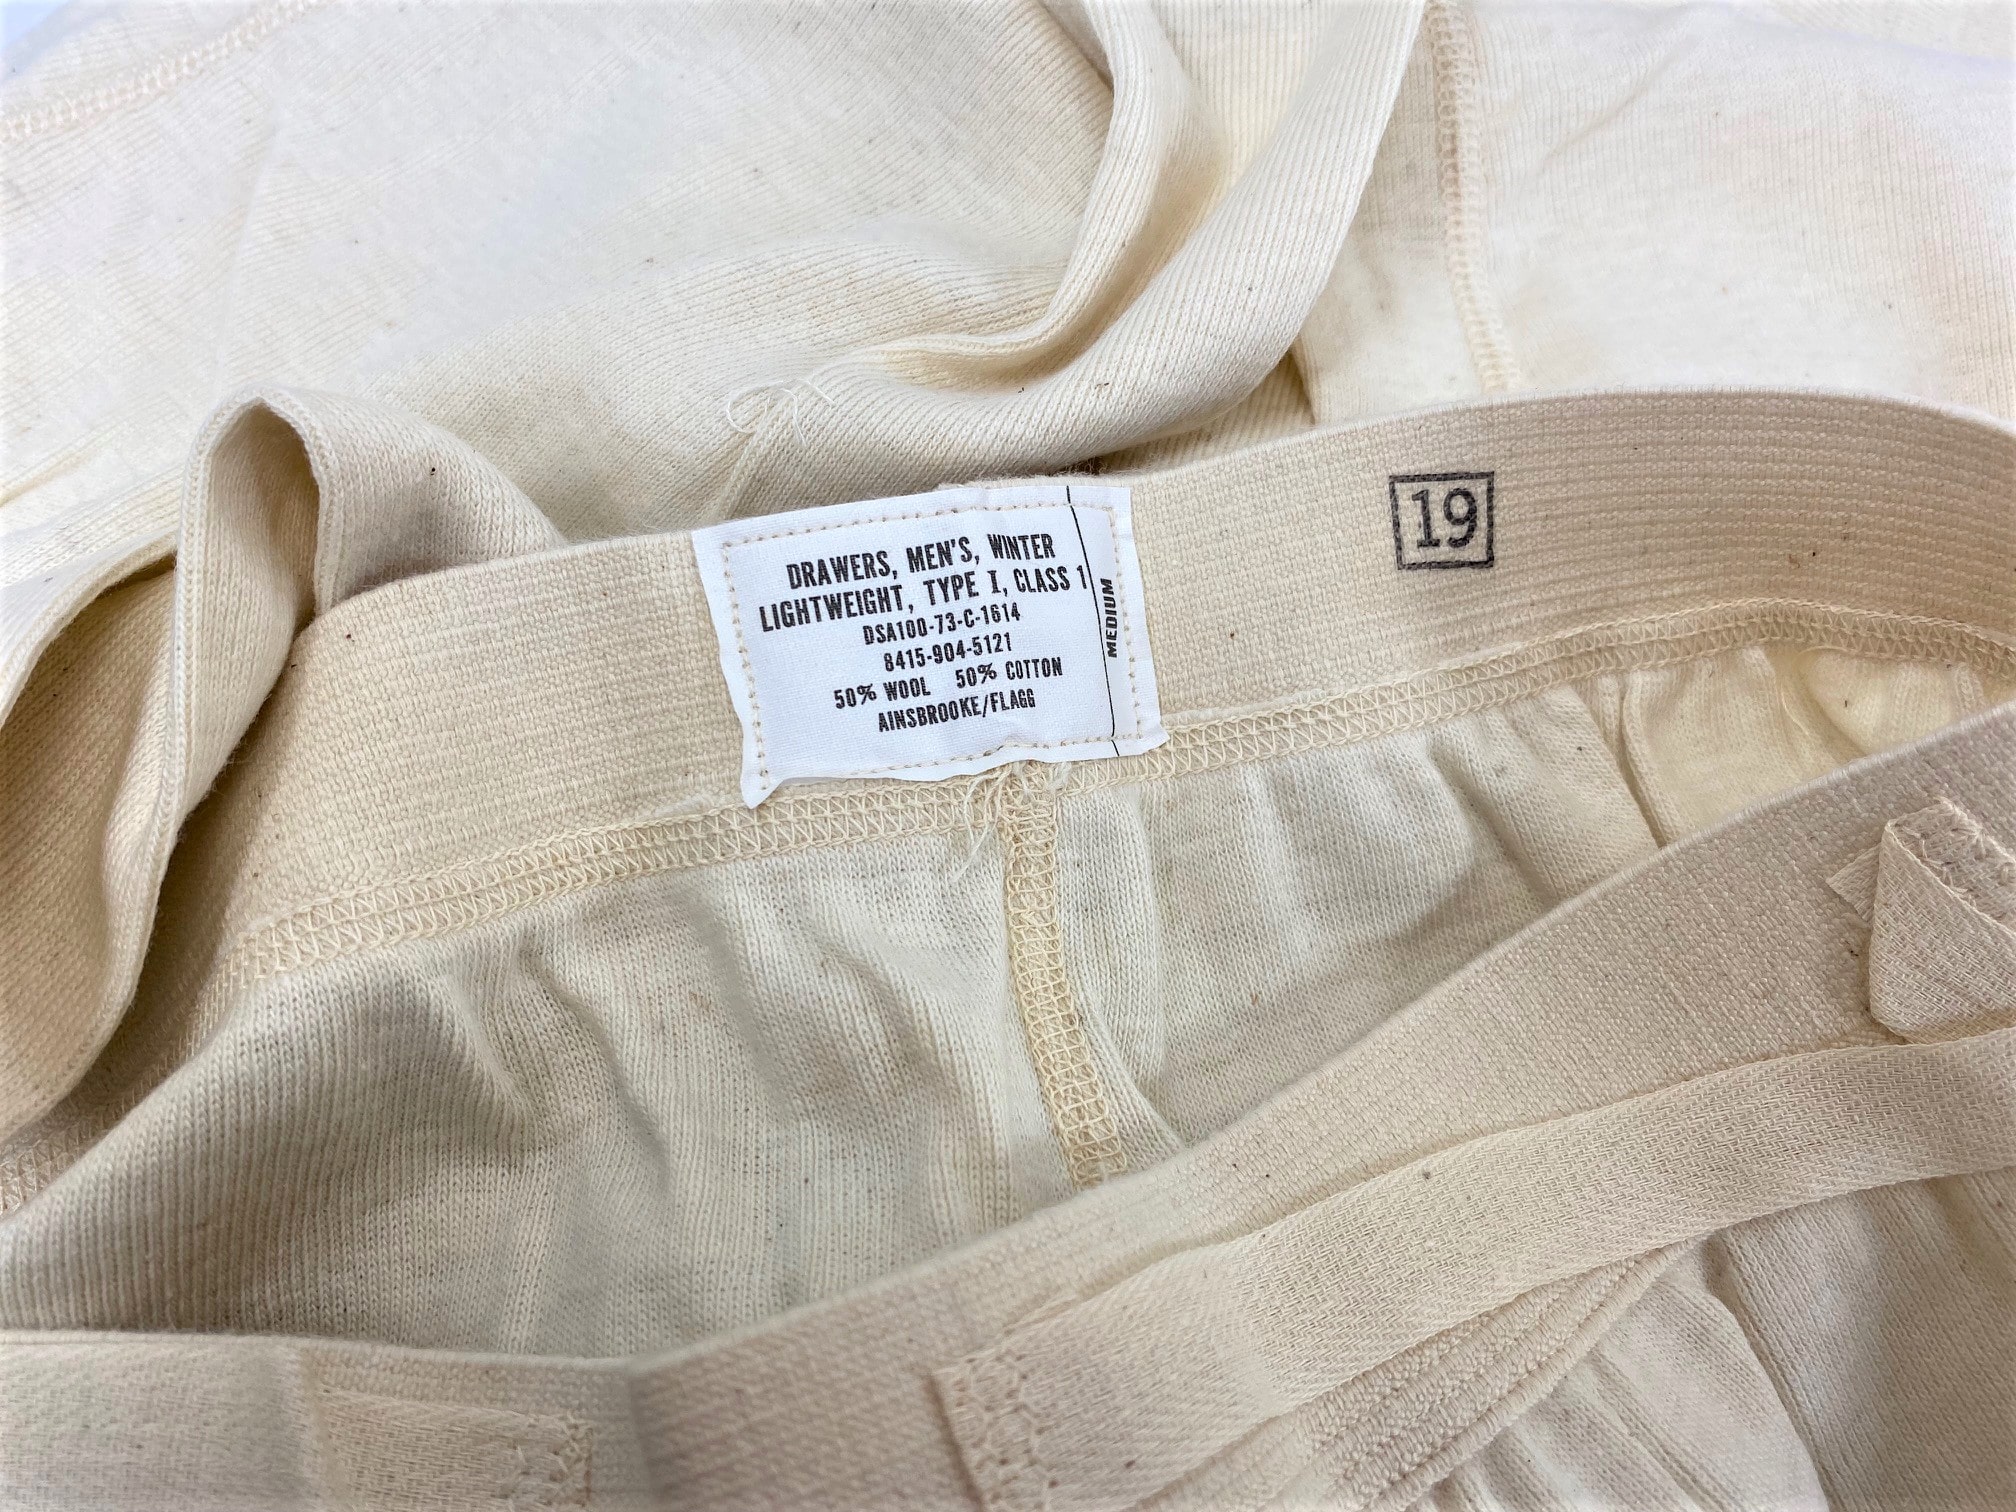 DRAWERS, MEN'S, WINTER
LIGHTWEIGHT, TYPE I, CLASS 1
DSA100-73-C-1614
8415-904-5121
50% WOOL 50% COTTON
AINSBROOKE/FLAGG
MEDIUM
19